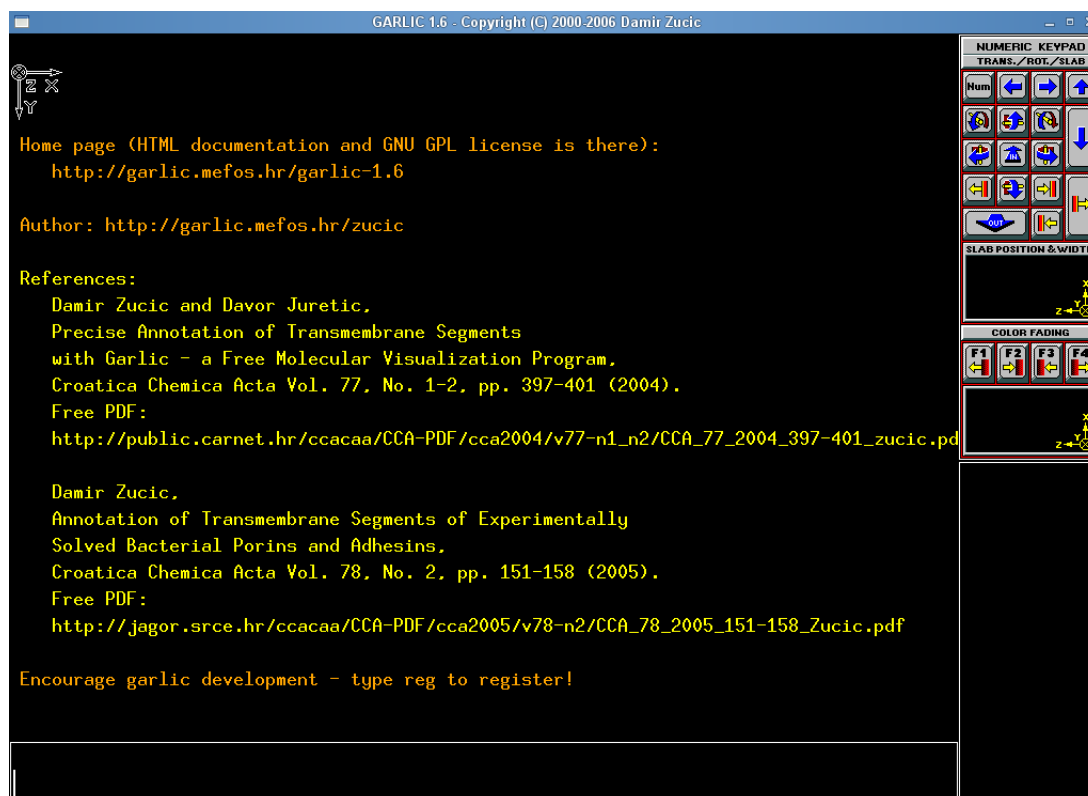 GARLIC 1.6 - Copyright (C) 2000-2006 Damir Zucic
Z X
Y
Home page (HTML documentation and GNU GPL license is there):
http://garlic.mefos.hr/garlic-1.6
Author: http://garlic.mefos.hr/zucic
References:
Damir Zucic and Davor Juretic,
Precise Annotation of Transmembrane Segments
with Garlic - a Free Molecular Visualization Program,
Croatica Chemica Acta Vol. 77, No. 1-2, pp. 397-401 (2004).
Free PDF:
http://public.carnet.hr/ccacaa/CCA-PDF/cca2004/v77-n1_n2/CCA_77_2004_397-401_zucic.pd
Damir Zucic,
Annotation of Transmembrane Segments of Experimentally
Solved Bacterial Porins and Adhesins,
Croatica Chemica Acta Vol. 78, No. 2, pp. 151-158 (2005).
Free PDF:
http://jagor.srce.hr/ccacaa/CCA-PDF/cca2005/v78-n2/CCA_78_2005_151-158_Zucic.pdf
Encourage garlic development - type reg to register!
NUMERIC KEYPAD
TRANS./ROT./SLAB
Num
IN
OUT
SLAB POSITION & WIDT
X
Y
Z
COLOR FADING
F1 F2 F3 F4
X
Y
Z